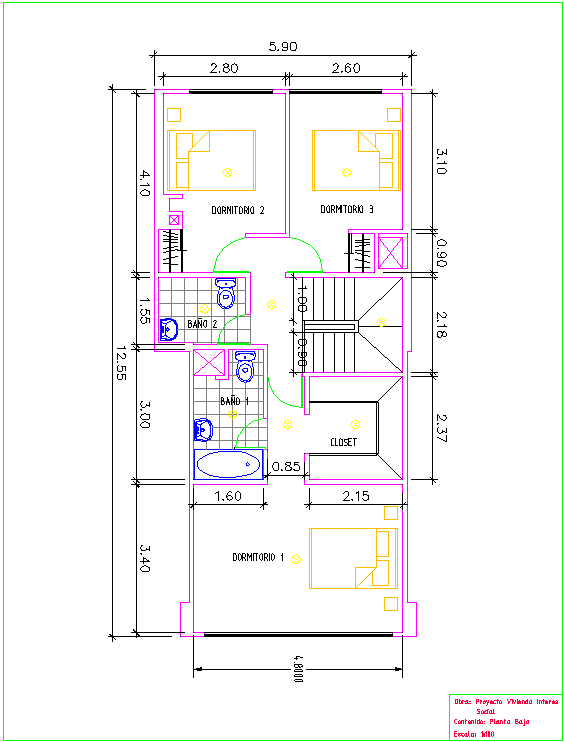 5.90
2.80
2.60
4.10
3.10
DORMITORIO 2
DORMITORIO 3
0.90
1.55
1.00
2.18
BAÑO 2
0.90
12.55
3.00
BAÑO 1
2.37
CLOSET
0.85
1.60
2.15
3.40
DORMITORIO 1
4.8000
Obra: Proyecto Vivienda Interes
Social
Contenido: Planta Baja
Escala: 1:100